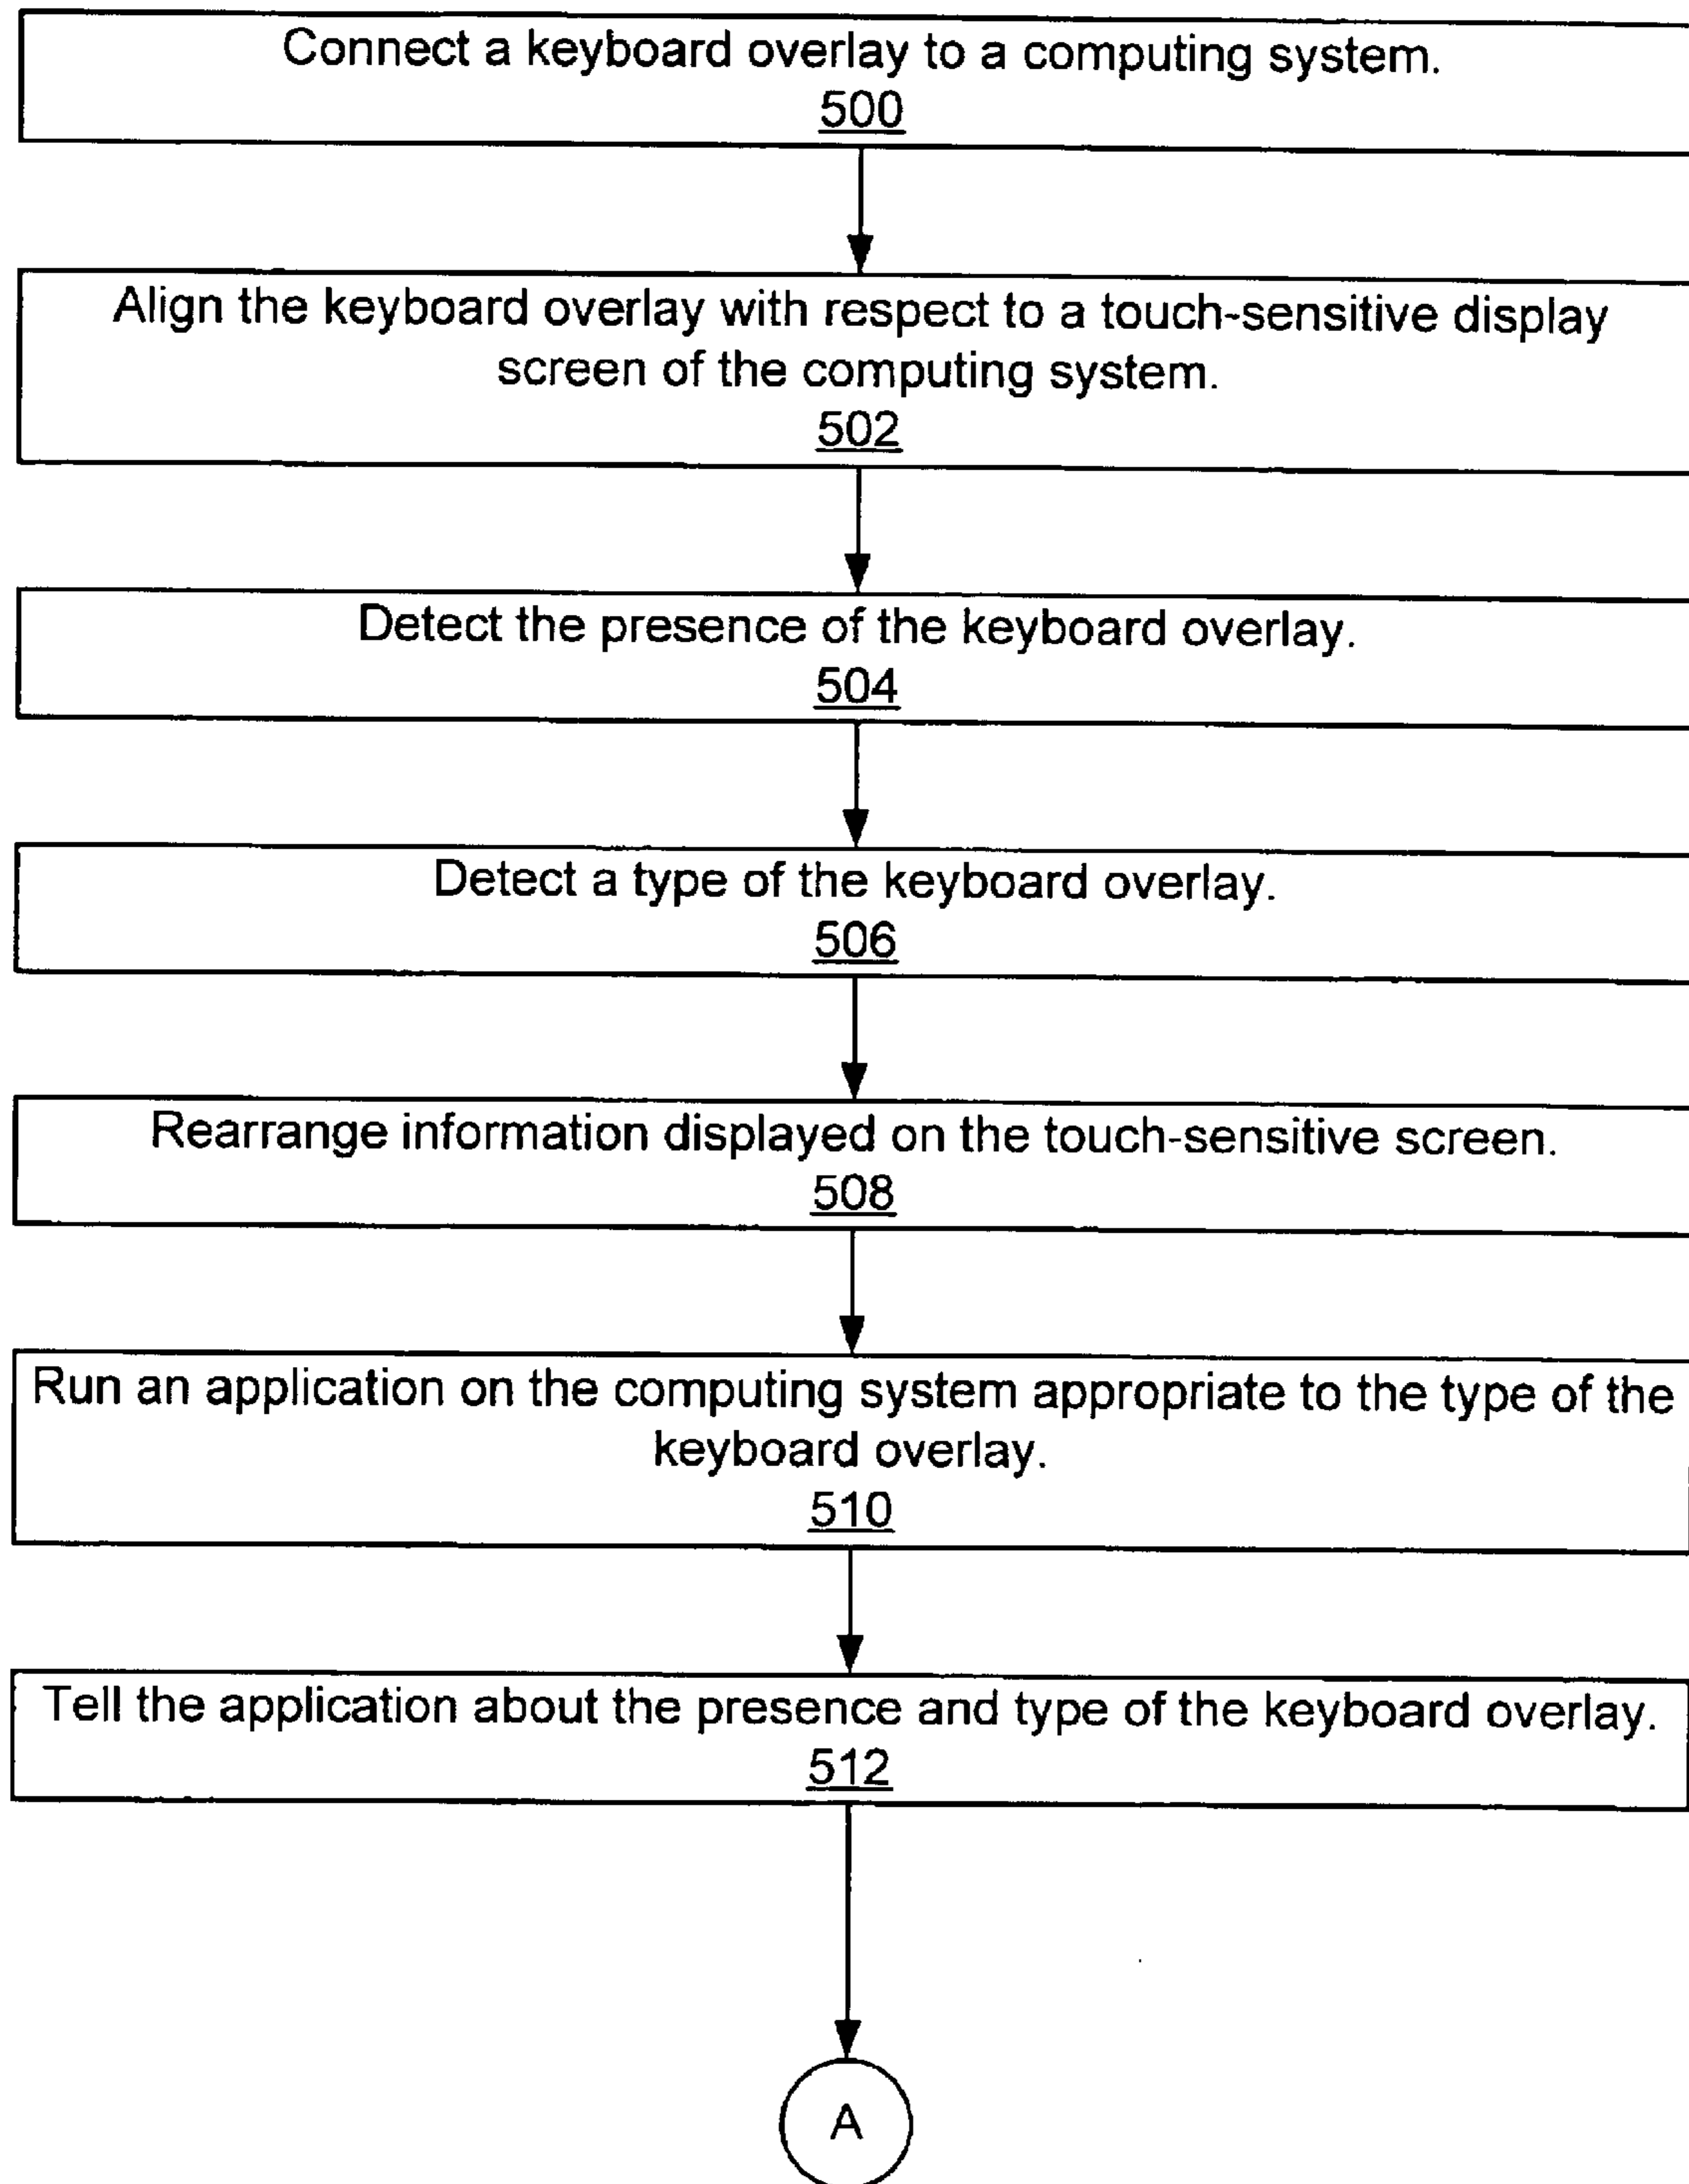 Connect a keyboard overlay to a computing system.
500
Align the keyboard overlay with respect to a touch-sensitive display
screen of the computing system.
502
Detect the presence of the keyboard overlay.
504
Detect a type of the keyboard overlay.
506
Rearrange information displayed on the touch-sensitive screen.
508
Run an application on the computing system appropriate to the type of the
keyboard overlay.
510
Tell the application about the presence and type of the keyboard overlay.
512
A